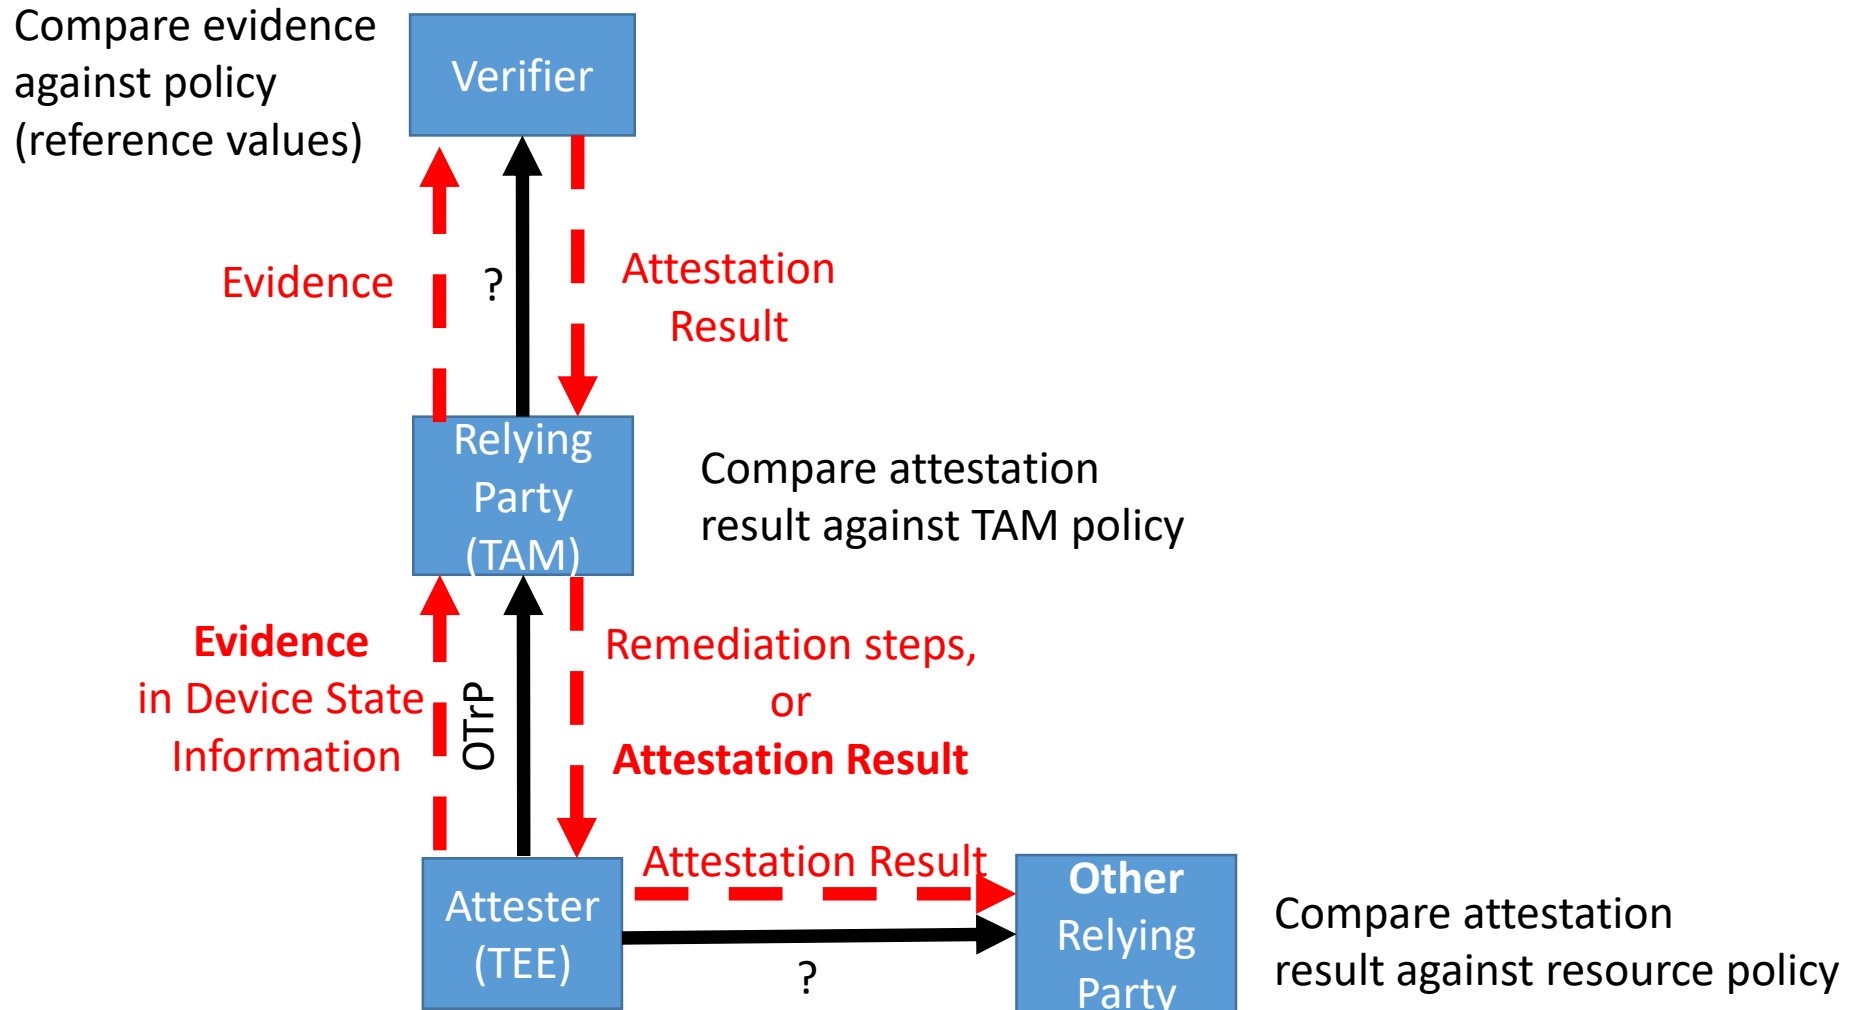 Compare evidence
against policy
(reference values)
Verifier
Evidence
?
Attestation
Result
Relying
Party
(TAM)
Compare attestation
result against TAM policy
Evidence
in Device State
Information
OTrP
Remediation steps,
or
Attestation Result
Attestation Result
Attester
(TEE)
?
Other
Relying
Party
Compare attestation
result against resource policy